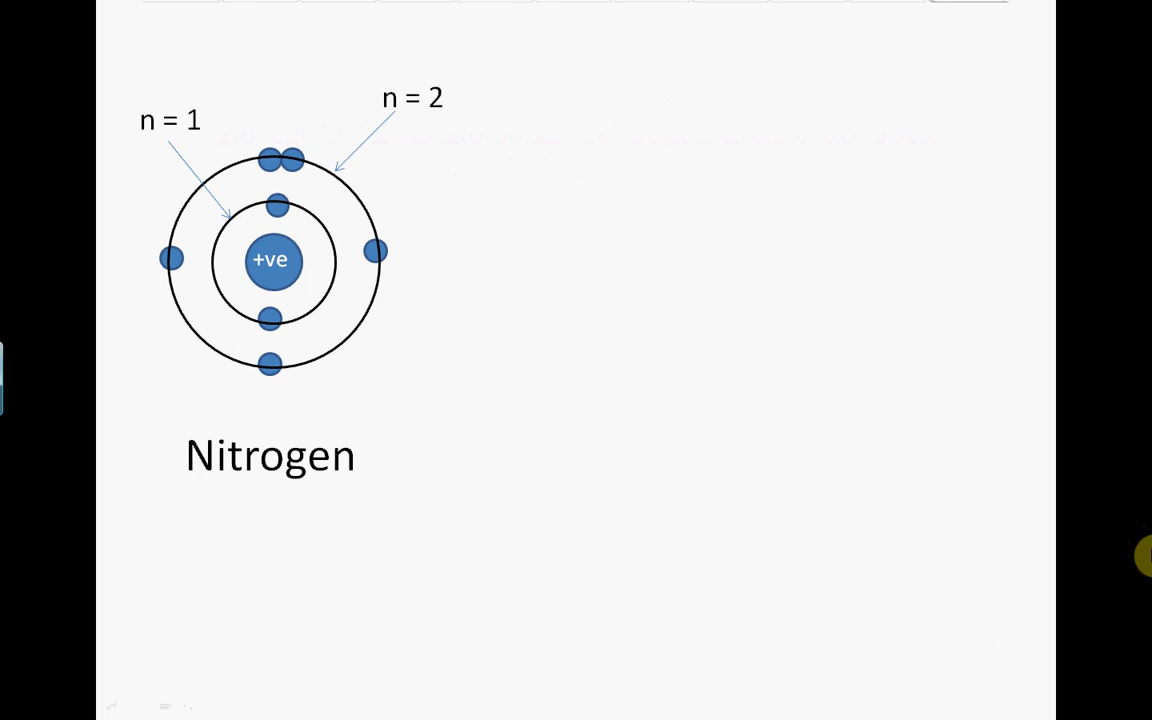 n = 2
n = 1
+ve
Nitrogen